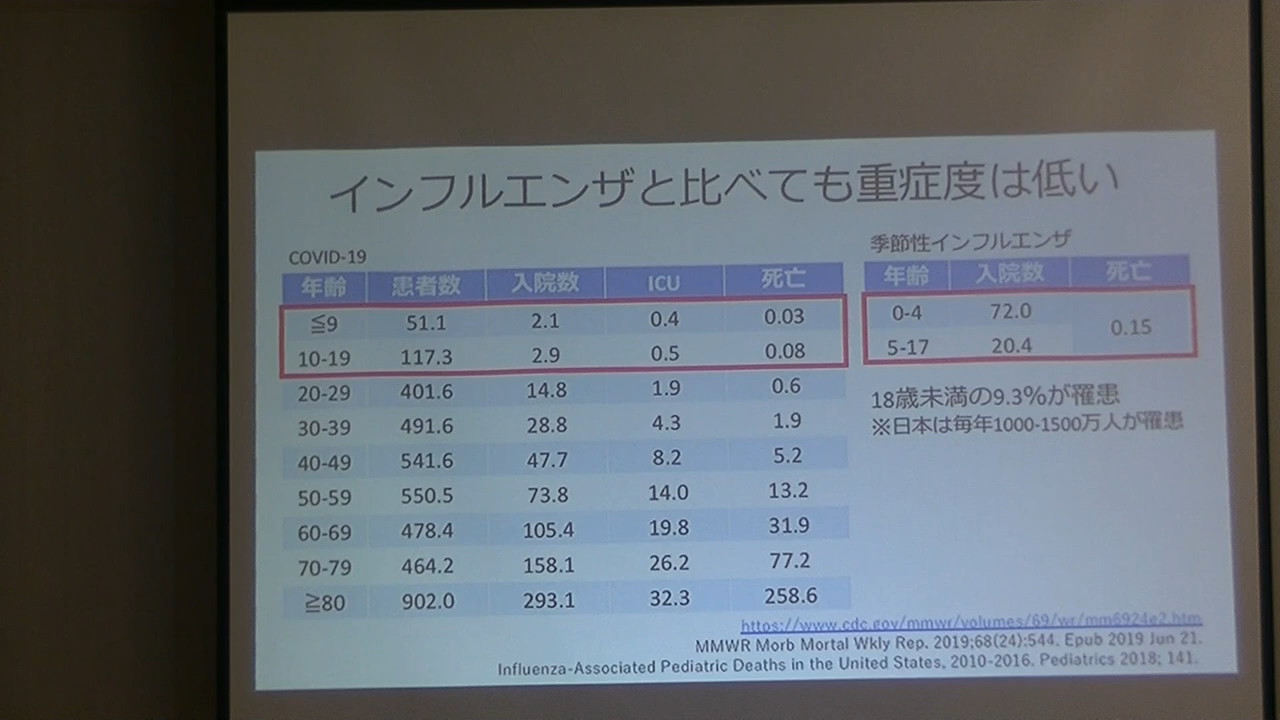 インフルエンザと比べても重症度は低い
COVID-19
年齢 患者数 入院数 ICU 死亡
≦9 51.1 2.1 0.4 0.03
10-19 117.3 2.9 0.5 0.08
20-29 401.6 14.8 1.9 0.6
30-39 491.6 28.8 4.3 1.9
40-49 541.6 47.7 8.2 5.2
50-59 550.5 73.8 14.0 13.2
60-69 478.4 105.4 19.8 31.9
70-79 464.2 158.1 26.2 77.2
≧80 902.0 293.1 32.3 258.6
季節性インフルエンザ
年齢 入院数 死亡
0-4 72.0 0.15
5-17 20.4
18歳未満の9.3%が罹患
※日本は毎年1000-1500万人が罹患
https://www.cdc.gov/mmwr/volumes/69/wr/mm6924e2.htm
MMWR Morb Mortal Wkly Rep. 2019;68(24):544. Epub 2019 Jun 21.
Influenza-Associated Pediatric Deaths in the United States, 2010-2016. Pediatrics 2018; 141.